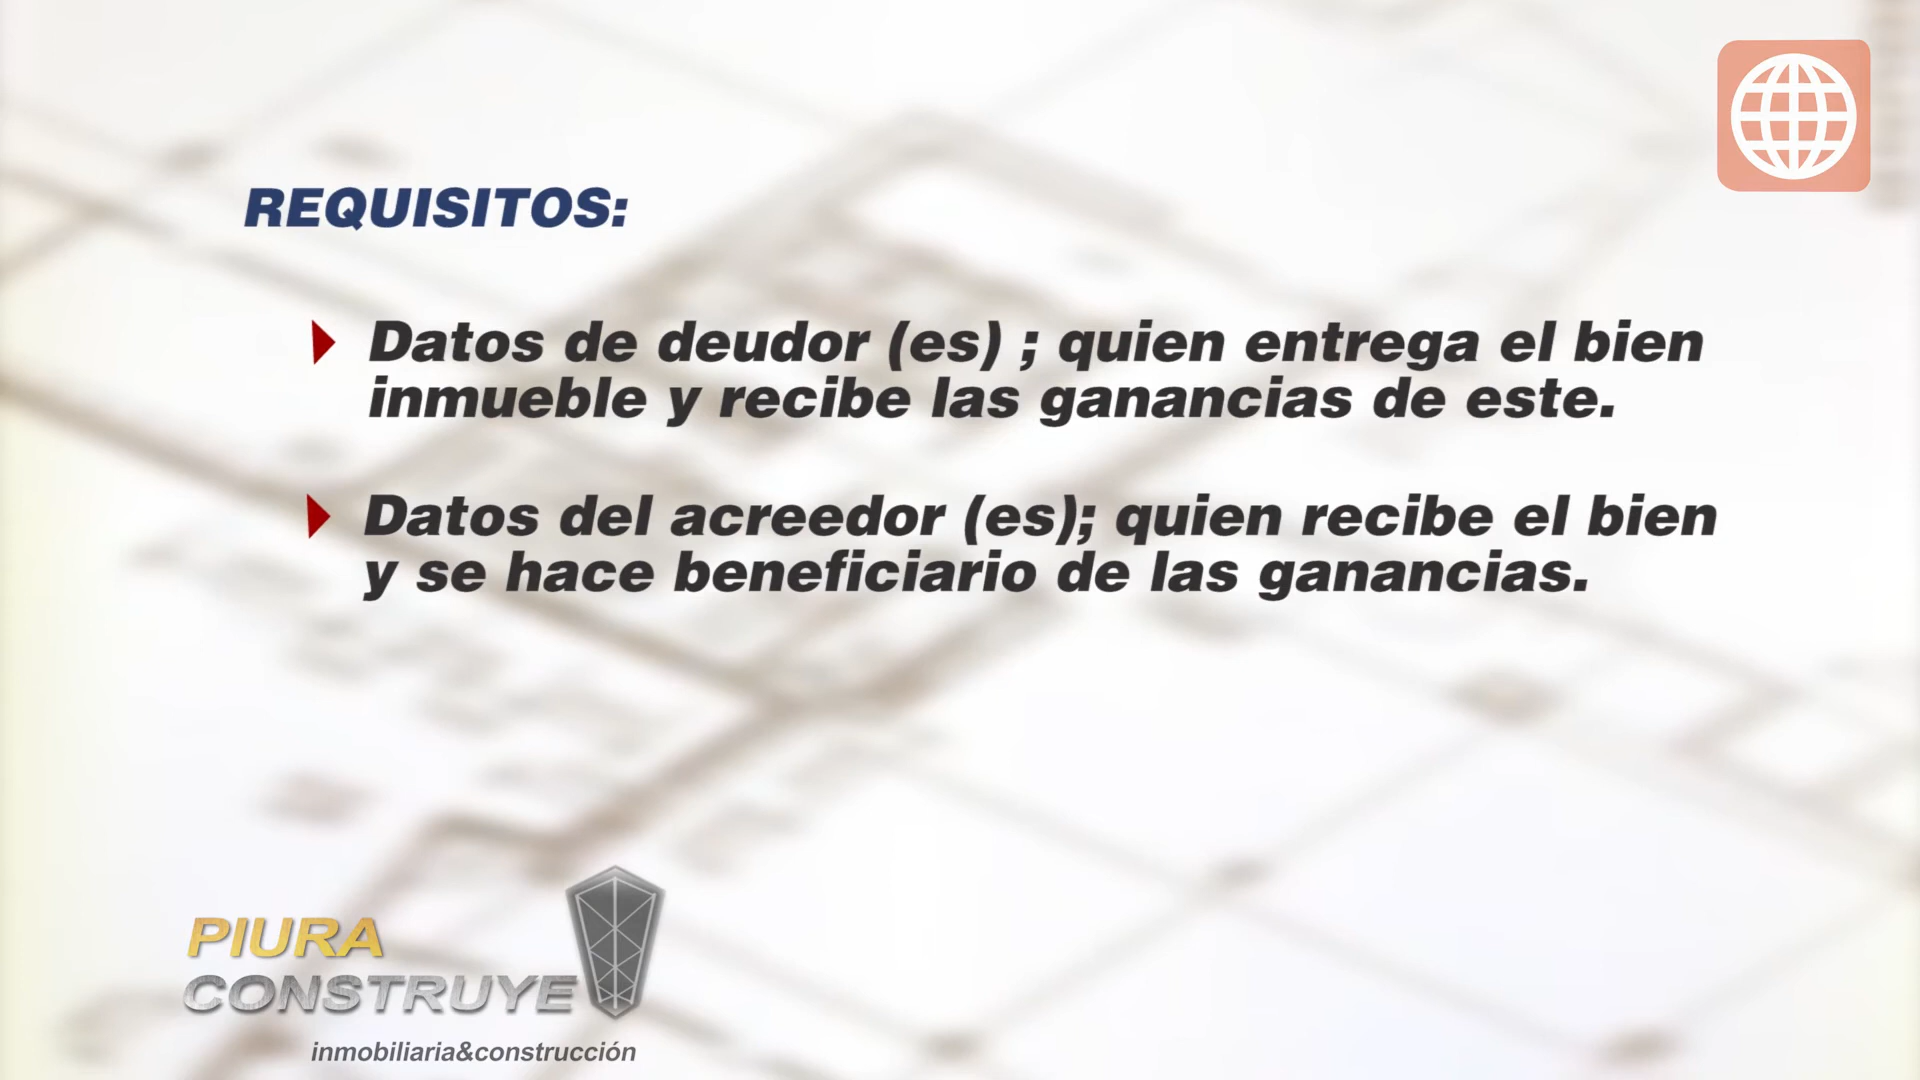 REQUISITOS:
Datos de deudor (es) ; quien entrega el bien
inmueble y recibe las ganancias de este.
Datos del acreedor (es); quien recibe el bien
y se hace beneficiario de las ganancias.
PIURA
CONSTRUYE
inmobiliaria&construcción